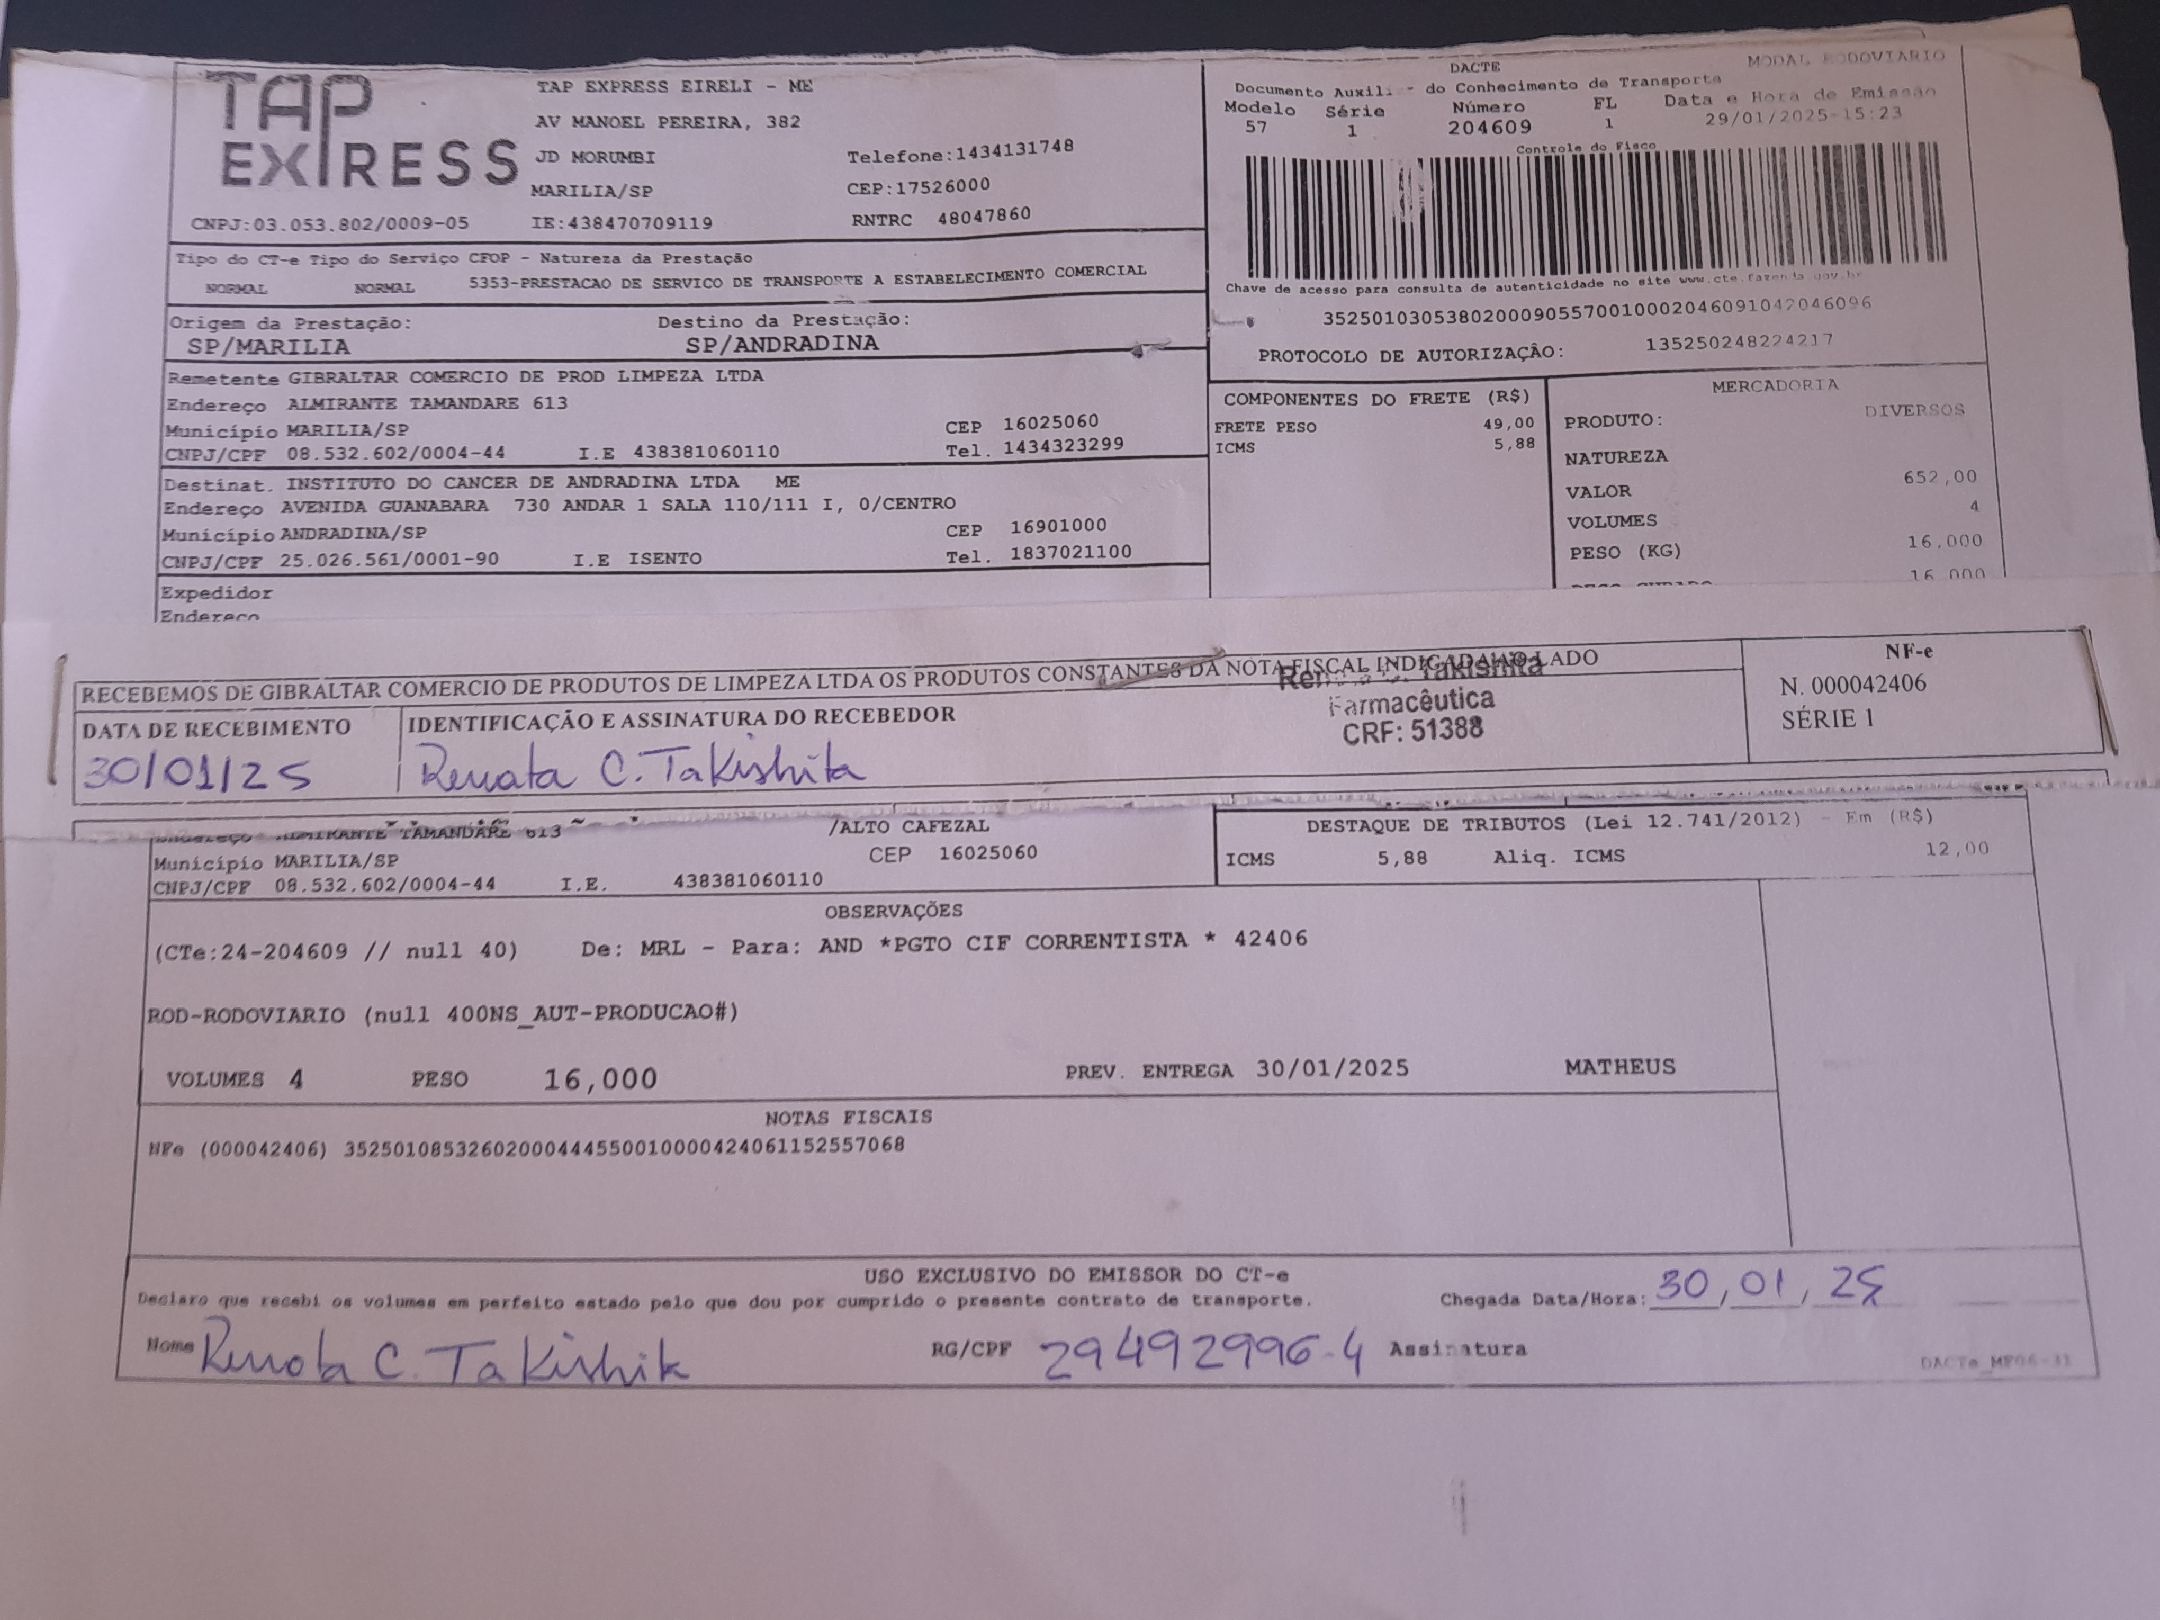 TAP EXPRESS
TAP EXPRESS EIRELI - ME
AV MANOEL PEREIRA, 382
JD MORUMBI Telefone:1434131748
MARILIA/SP CEP:17526000
CNPJ:03.053.802/0009-05 IE:438470709119 RNTRC 48047860
DACTE MODAL RODOVIARIO
do Conhecimento de Transporte
Documento
Modelo Série Número FL Data e Hora de Emissão
57 1 204609 1 29/01/2025-15:23
Controle do Fisco
Chave de acesso para consulta de autenticidade no site www.cte.fazenda.gov.br
35250103053802000905570010002046091042046096
PROTOCOLO DE AUTORIZAÇÃO: 135250248224217
Tipo do CT-e Tipo do Serviço CFOP - Natureza da Prestação
NORMAL NORMAL 5353-PRESTACAO DE SERVICO DE TRANSPORTE A ESTABELECIMENTO COMERCIAL
Origem da Prestação: Destino da Prestação:
SP/MARILIA SP/ANDRADINA
Remetente GIBRALTAR COMERCIO DE PROD LIMPEZA LTDA
Endereço ALMIRANTE TAMANDARE 613
Município MARILIA/SP CEP 16025060
CNPJ/CPF 08.532.602/0004-44 I.E 438381060110 Tel. 1434323299
Destinat. INSTITUTO DO CANCER DE ANDRADINA LTDA ME
Endereço AVENIDA GUANABARA 730 ANDAR 1 SALA 110/111 I, 0/CENTRO
Município ANDRADINA/SP CEP 16901000
CNPJ/CPF 25.026.561/0001-90 I.E ISENTO Tel. 1837021100
Expedidor
Endereço
COMPONENTES DO FRETE (R$)
FRETE PESO 49,00
ICMS 5,88
MERCADORIA
PRODUTO: DIVERSOS
NATUREZA
VALOR 652,00
VOLUMES 4
PESO (KG) 16,000
16,000
RECEBEMOS DE GIBRALTAR COMERCIO DE PRODUTOS DE LIMPEZA LTDA OS PRODUTOS CONSTANTES DA NOTA FISCAL INDICADA AO LADO
Takishita
Farmacêutica
CRF: 51388
NF-e
N. 000042406
SÉRIE 1
DATA DE RECEBIMENTO IDENTIFICAÇÃO E ASSINATURA DO RECEBEDOR
30/01/25 Renata C. Takishita
Endereço ALMIRANTE TAMANDARE 613 /ALTO CAFEZAL
Município MARILIA/SP CEP 16025060
CNPJ/CPF 08.532.602/0004-44 I.E. 438381060110
DESTAQUE DE TRIBUTOS (Lei 12.741/2012) - Em (R$)
ICMS 5,88 Aliq. ICMS 12,00
OBSERVAÇÕES
(CTe:24-204609 // null 40) De: MRL - Para: AND *PGTO CIF CORRENTISTA * 42406
ROD-RODOVIARIO (null 400NS_AUT-PRODUCAO#)
VOLUMES 4 PESO 16,000 PREV. ENTREGA 30/01/2025 MATHEUS
NOTAS FISCAIS
NFe (000042406) 35250108532602000444550010000424061152557068
USO EXCLUSIVO DO EMISSOR DO CT-e
Declaro que recebi os volumes em perfeito estado pelo que dou por cumprido o presente contrato de transporte. Chegada Data/Hora: 30, 01, 25
Nome Renata C. Takishita RG/CPF 29492996-4 Assinatura